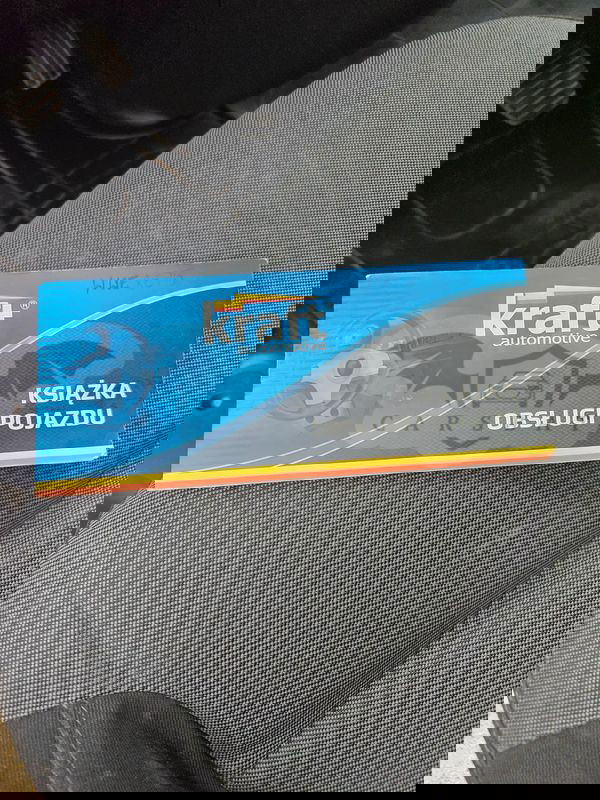 kraft
kraft®
automotive
KSIĄŻKA
OBSŁUGI POJAZDU